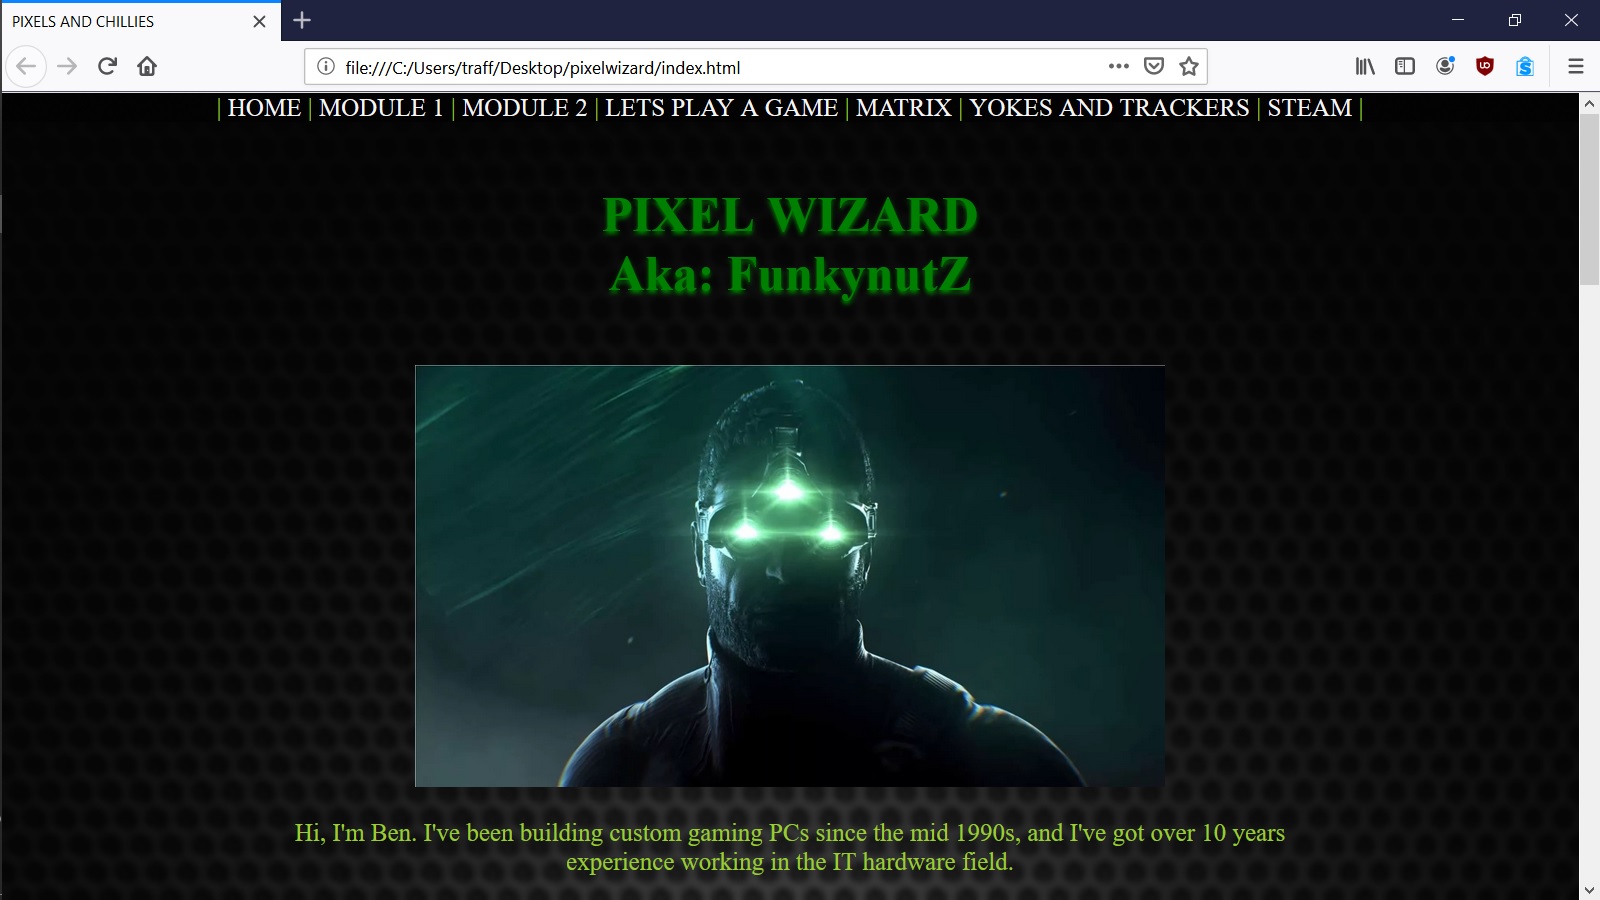 PIXELS AND CHILLIES
file:///C:/Users/traff/Desktop/pixelwizard/index.html
| HOME | MODULE 1 | MODULE 2 | LETS PLAY A GAME | MATRIX | YOKES AND TRACKERS | STEAM |
PIXEL WIZARD
Aka: FunkynutZ
Hi, I'm Ben. I've been building custom gaming PCs since the mid 1990s, and I've got over 10 years
experience working in the IT hardware field.